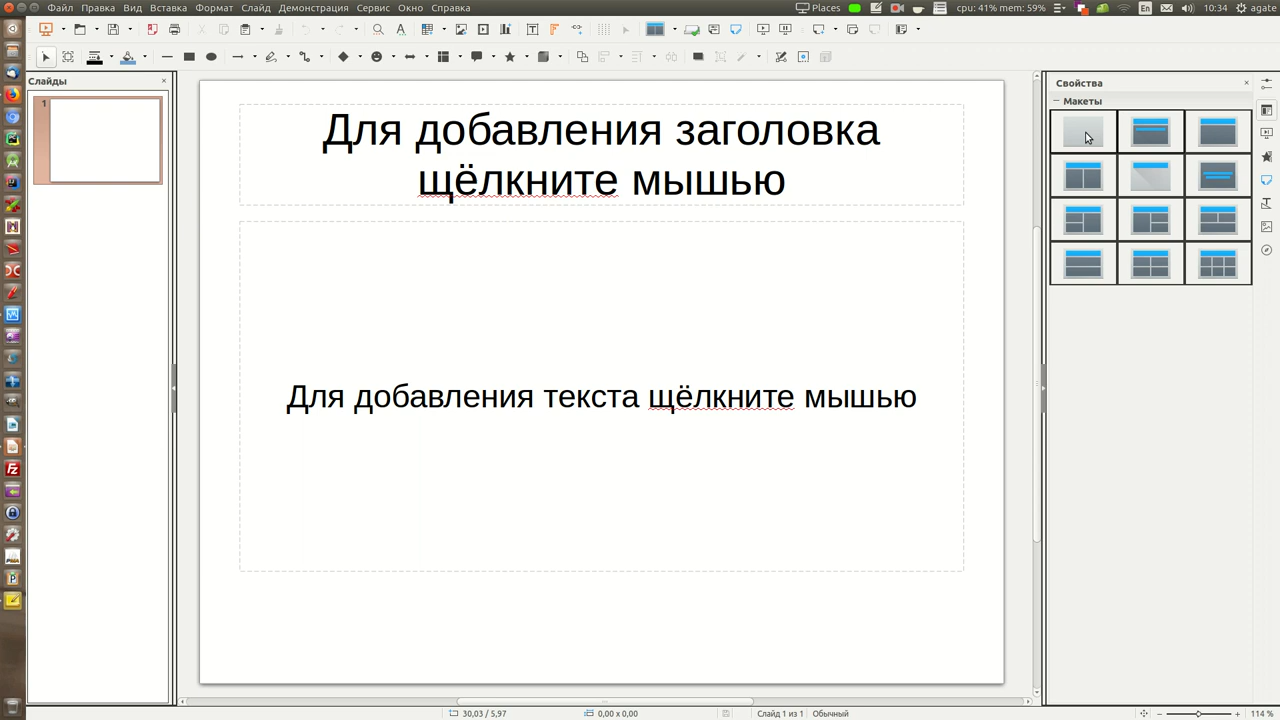 Файл Правка Вид Вставка Формат Слайд Демонстрация Сервис Окно Справка Places cpu: 41% mem: 59% En 10:34 agate
Слайды
1
Для добавления заголовка
щёлкните мышью
Для добавления текста щёлкните мышью
Свойства
Макеты
30,03 / 5,97 0,00 x 0,00 Слайд 1 из 1 Обычный 114 %